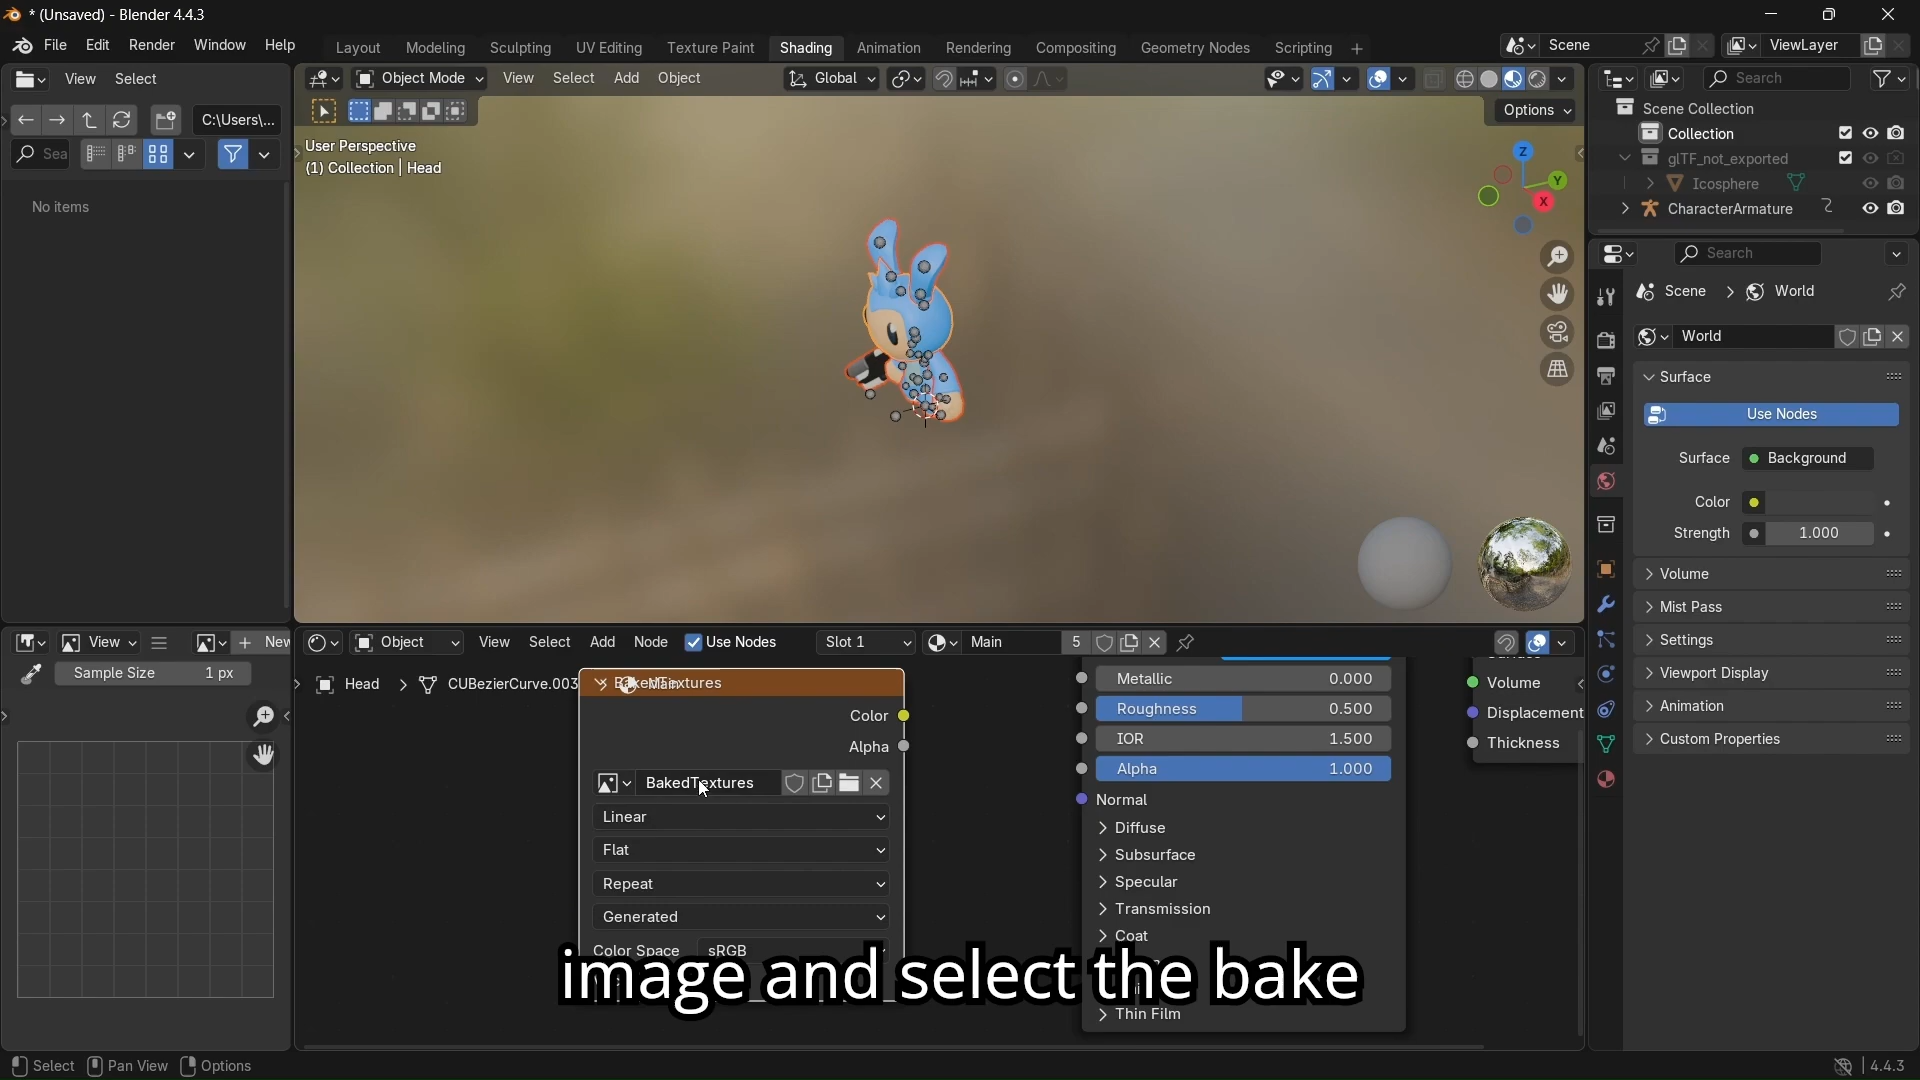 * (Unsaved) - Blender 4.4.3
File Edit Render Window Help Layout Modeling Sculpting UV Editing Texture Paint Shading Animation Rendering Compositing Geometry Nodes Scripting + Scene ViewLayer
View Select
C:\Users\...
Sea
No items
Object Mode View Select Add Object Global
Options
User Perspective
(1) Collection | Head
Z
Y
X
Search
Scene Collection
Collection
glTF_not_exported
Icosphere
CharacterArmature
Search
Scene > World
World
Surface
Use Nodes
Surface Background
Color
Strength 1.000
Volume
Mist Pass
Settings
Viewport Display
Animation
Custom Properties
View + New
Sample Size 1 px
Object View Select Add Node Use Nodes Slot 1 Main 5
Head > CUBezierCurve.003
BakedTextures
Color
Alpha
BakedTextures
Linear
Flat
Repeat
Generated
Color Space sRGB
Metallic 0.000
Roughness 0.500
IOR 1.500
Alpha 1.000
Normal
Diffuse
Subsurface
Specular
Transmission
Coat
Thin Film
Volume
Displacement
Thickness
image and select the bake
Select Pan View Options
4.4.3